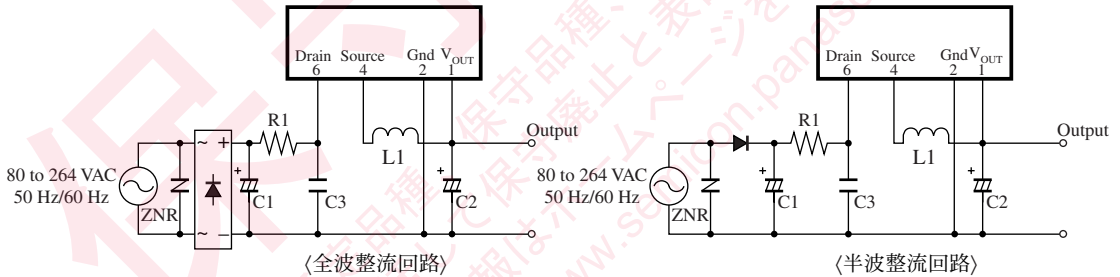 Drain Source Gnd VOUT
6 4 2 1
R1
L1
Output
80 to 264 VAC
50 Hz/60 Hz
ZNR
~ +
~ −
+
C1
C3
+
C2
〈全波整流回路〉
Drain Source Gnd VOUT
6 4 2 1
R1
L1
Output
80 to 264 VAC
50 Hz/60 Hz
ZNR
+
C1
C3
+
C2
〈半波整流回路〉